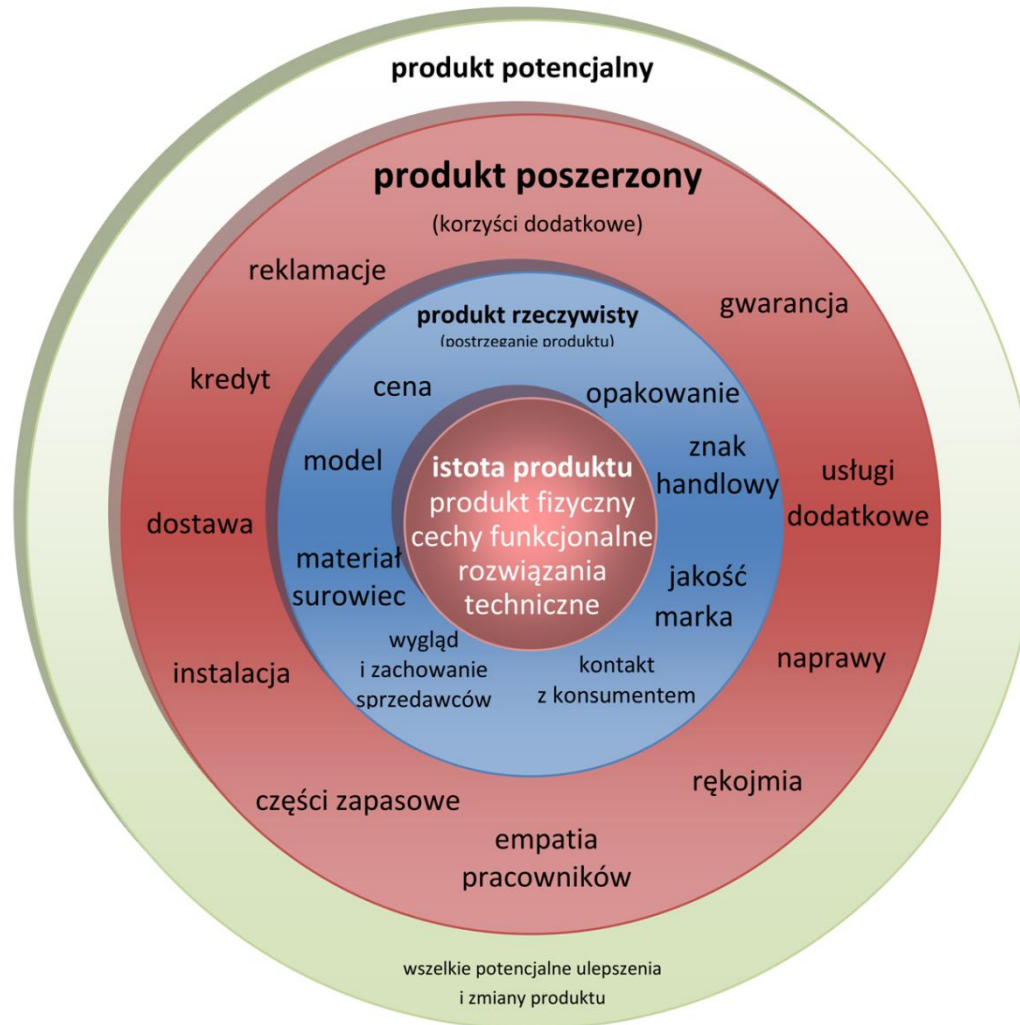 produkt potencjalny
produkt poszerzony
(korzyści dodatkowe)
reklamacje
gwarancja
kredyt
usługi
dodatkowe
dostawa
instalacja
naprawy
części zapasowe
rękojmia
empatia
pracowników
produkt rzeczywisty
(postrzeganie produktu)
cena
opakowanie
model
znak
handlowy
materiał
surowiec
jakość
marka
wygląd
i zachowanie
sprzedawców
kontakt
z konsumentem
istota produktu
produkt fizyczny
cechy funkcjonalne
rozwiązania
techniczne
wszelkie potencjalne ulepszenia
i zmiany produktu